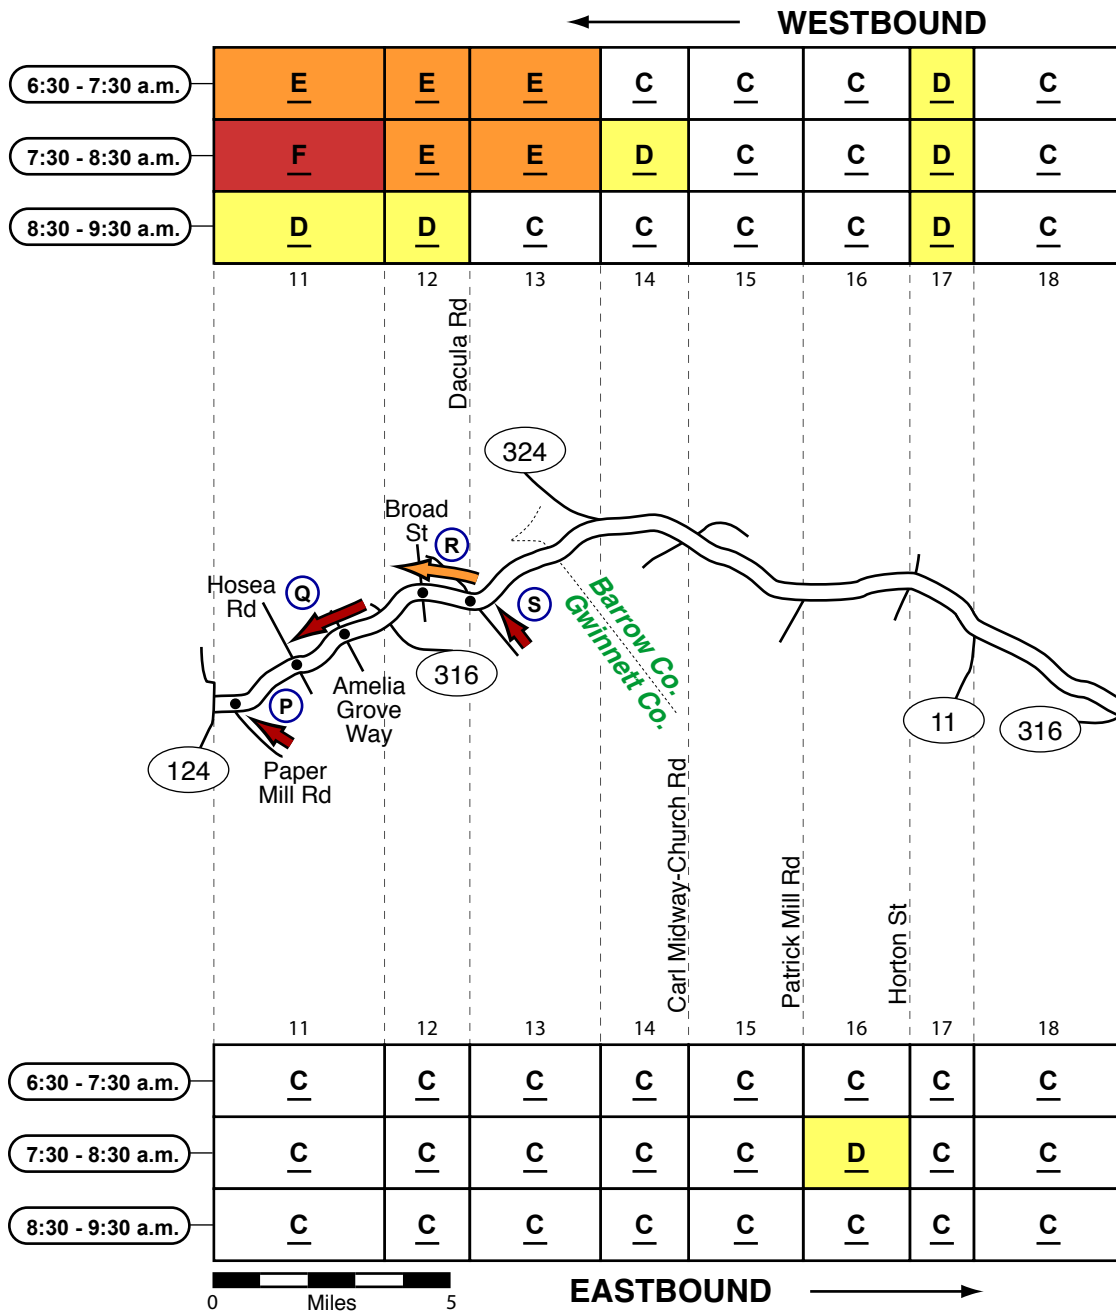 WESTBOUND
6:30 - 7:30 a.m. E E E C C C D C
7:30 - 8:30 a.m. F E E D C C D C
8:30 - 9:30 a.m. D D C C C C D C
11 12 13 14 15 16 17 18
Dacula Rd
324
Broad
St
R
Hosea
Rd
Q
S
Barrow Co.
Gwinnett Co.
316
Amelia
Grove
Way
P
11
316
124
Paper
Mill Rd
Carl Midway-Church Rd
Patrick Mill Rd
Horton St
11 12 13 14 15 16 17 18
6:30 - 7:30 a.m. C C C C C C C C
7:30 - 8:30 a.m. C C C C C D C C
8:30 - 9:30 a.m. C C C C C C C C
0 Miles 5
EASTBOUND